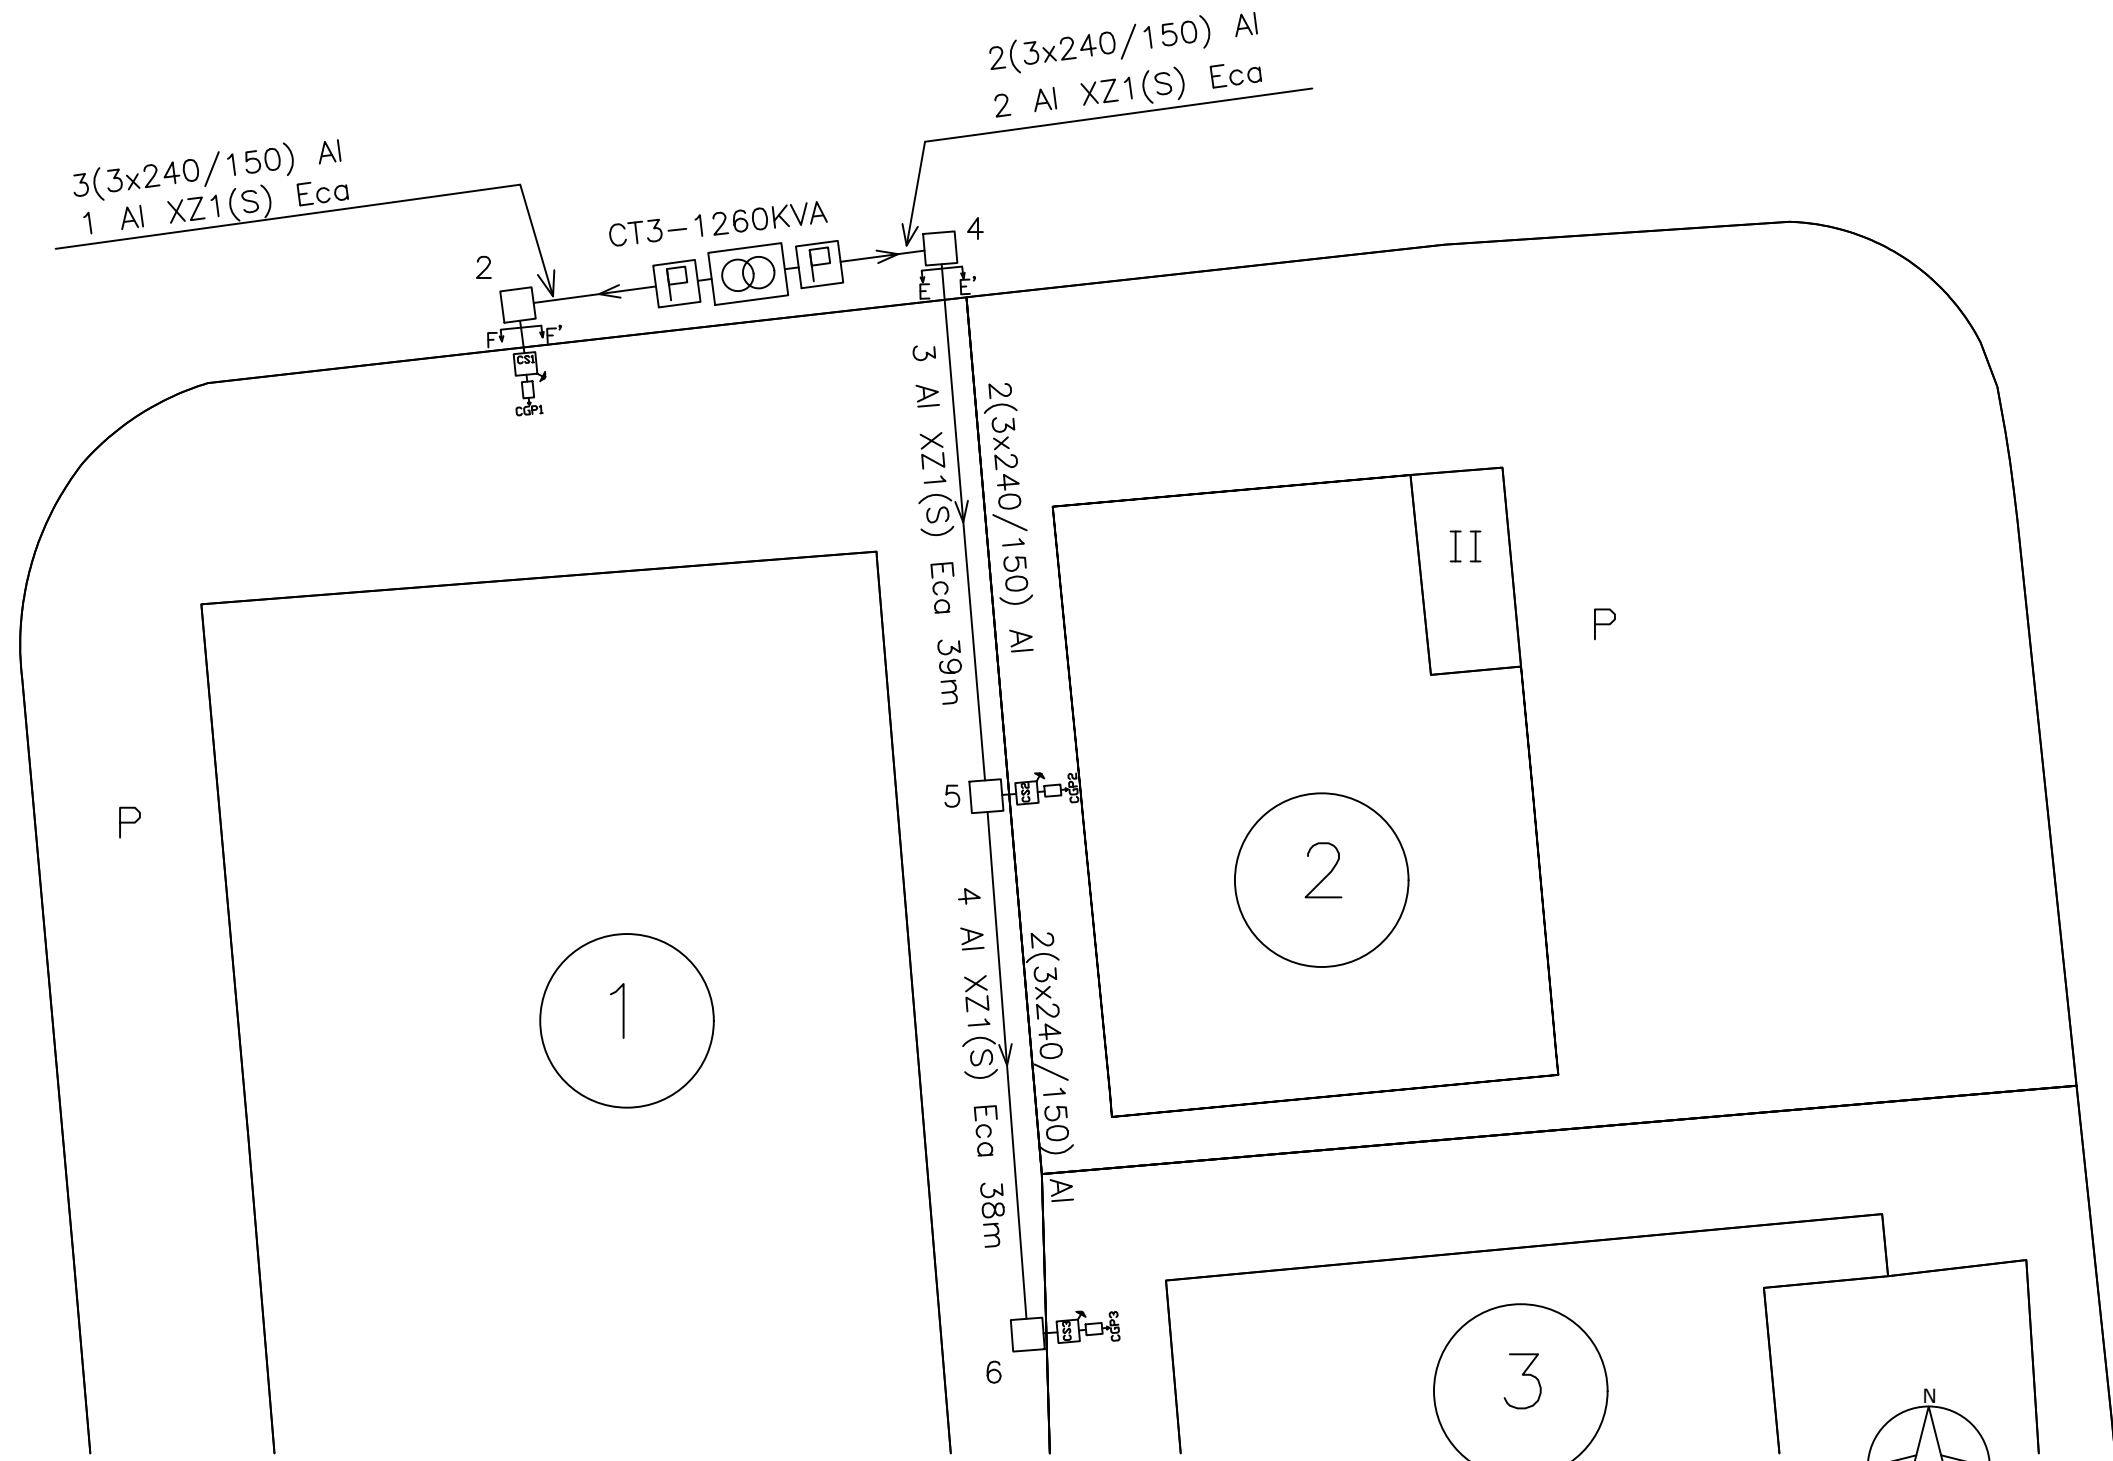 2(3x240/150) Al
2 Al XZ1(S) Eca
3(3x240/150) Al
1 Al XZ1(S) Eca
CT3-1260KVA
P
P
2
4
E
E'
F
F'
CS1
CGP1
3 Al XZ1(S) Eca 39m
2(3x240/150) Al
II
P
P
5
CS2
CGP2
2
1
4 Al XZ1(S) Eca 38m
2(3x240/150) Al
6
CS3
CGP3
3
N